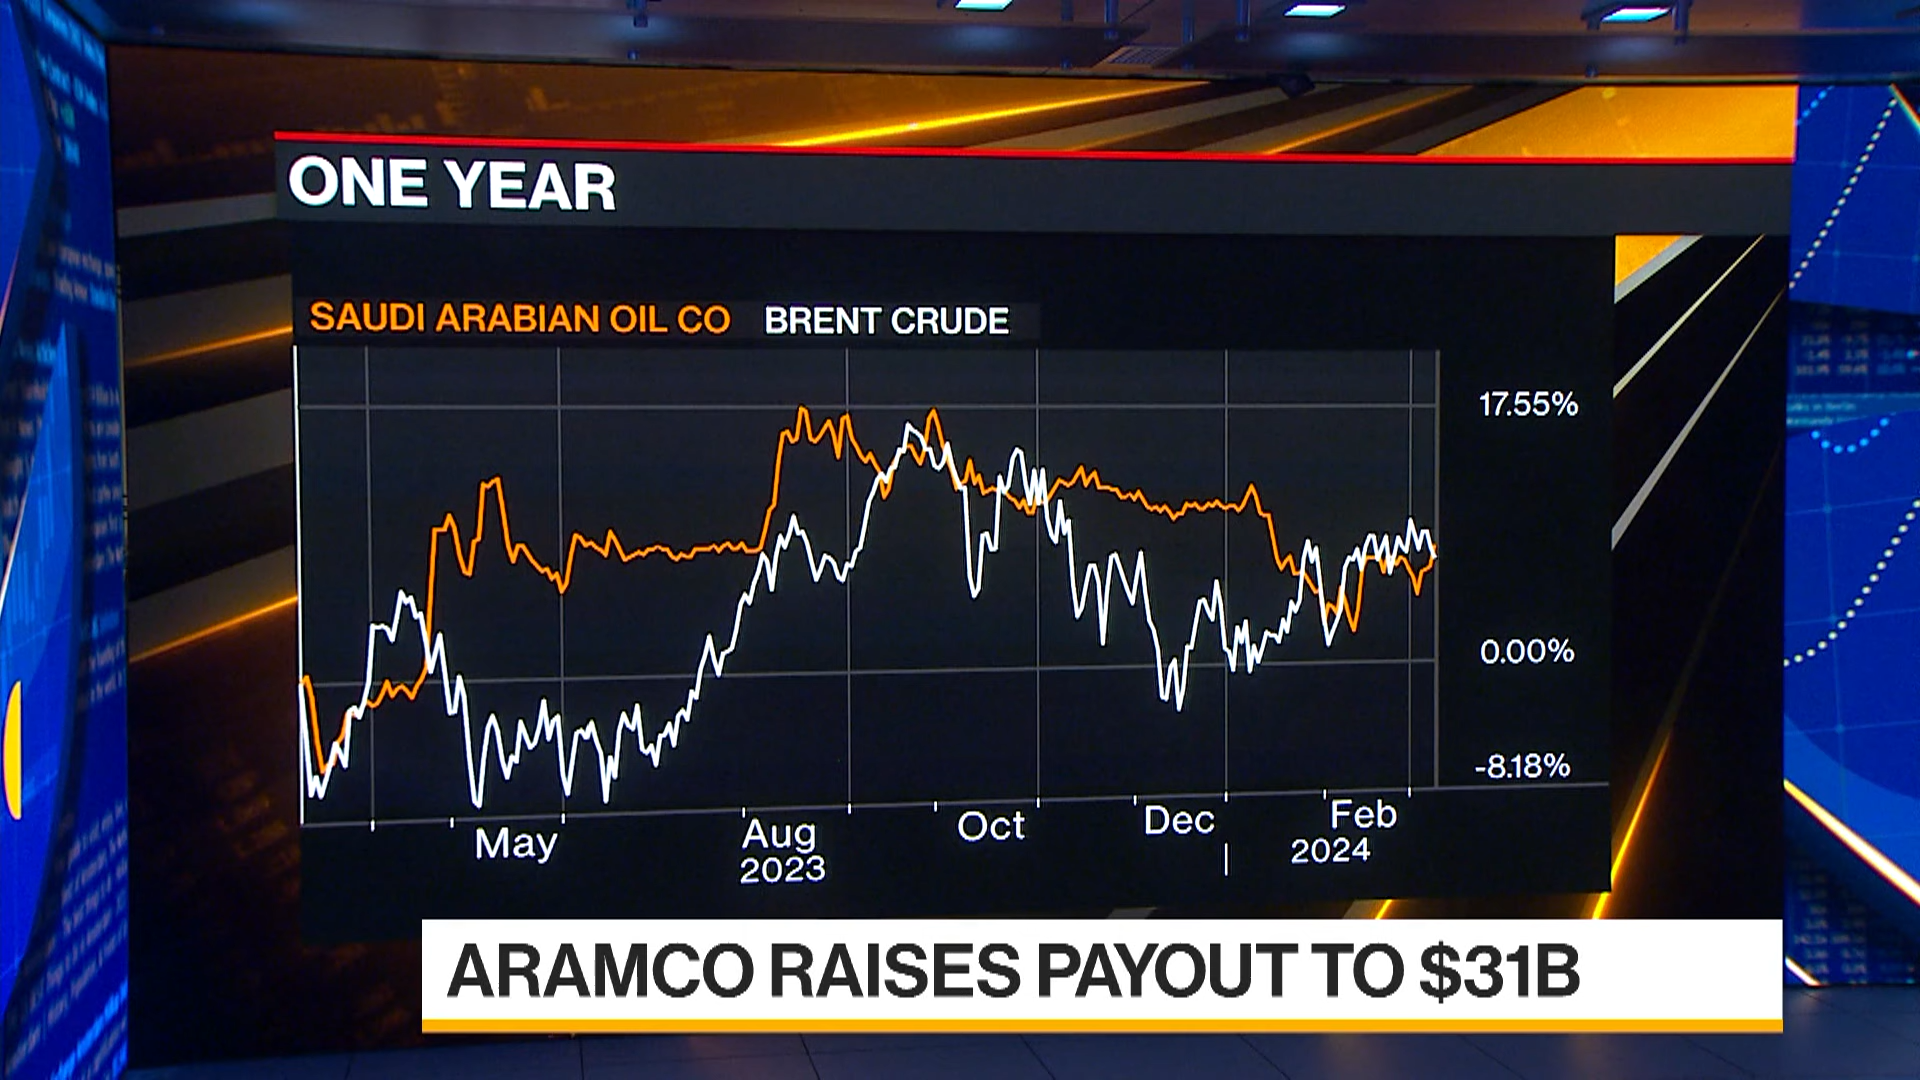 ONE YEAR
SAUDI ARABIAN OIL CO BRENT CRUDE
17.55%
0.00%
-8.18%
May Aug Oct Dec Feb
2023 2024
ARAMCO RAISES PAYOUT TO $31B